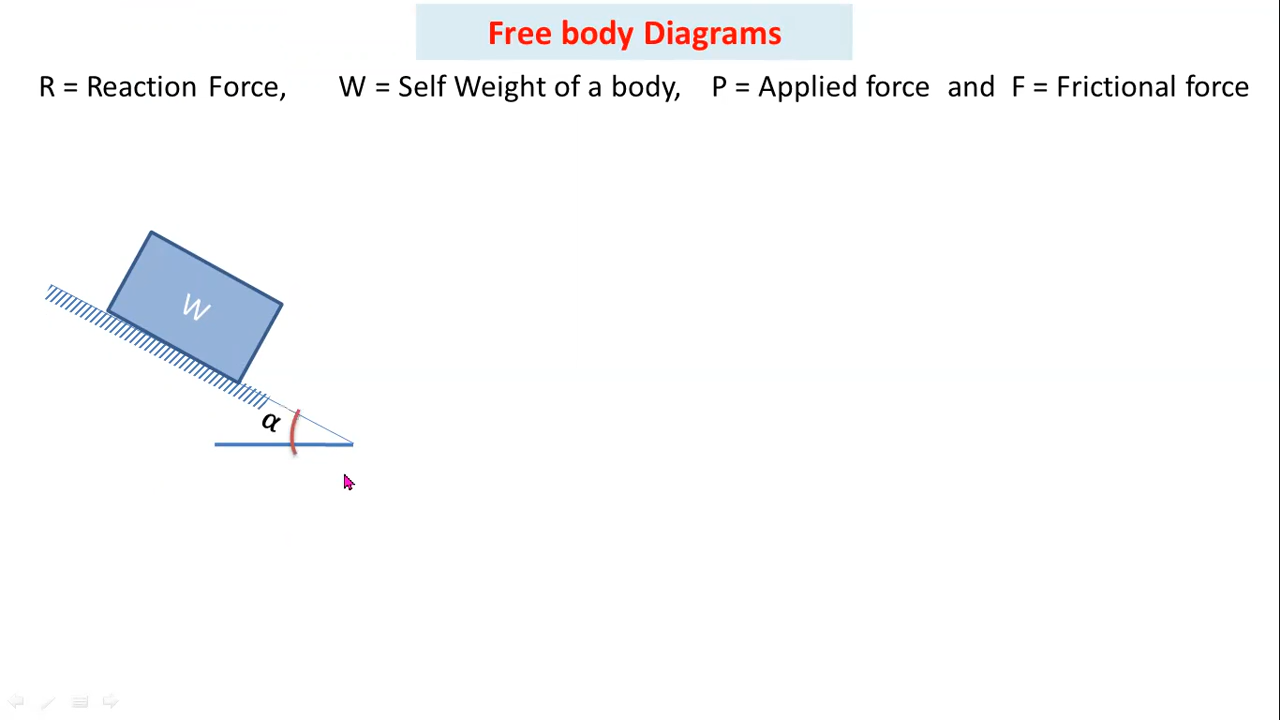 Free body Diagrams
R = Reaction Force, W = Self Weight of a body, P = Applied force and F = Frictional force
W
α